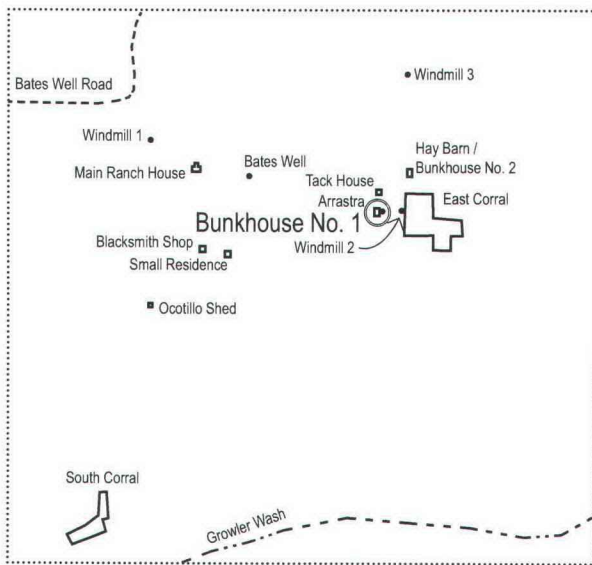 Bates Well Road
Windmill 3
Windmill 1
Main Ranch House
Bates Well
Hay Barn /
Bunkhouse No. 2
Tack House
Arrastra
East Corral
Bunkhouse No. 1
Windmill 2
Blacksmith Shop
Small Residence
Ocotillo Shed
South Corral
Growler Wash